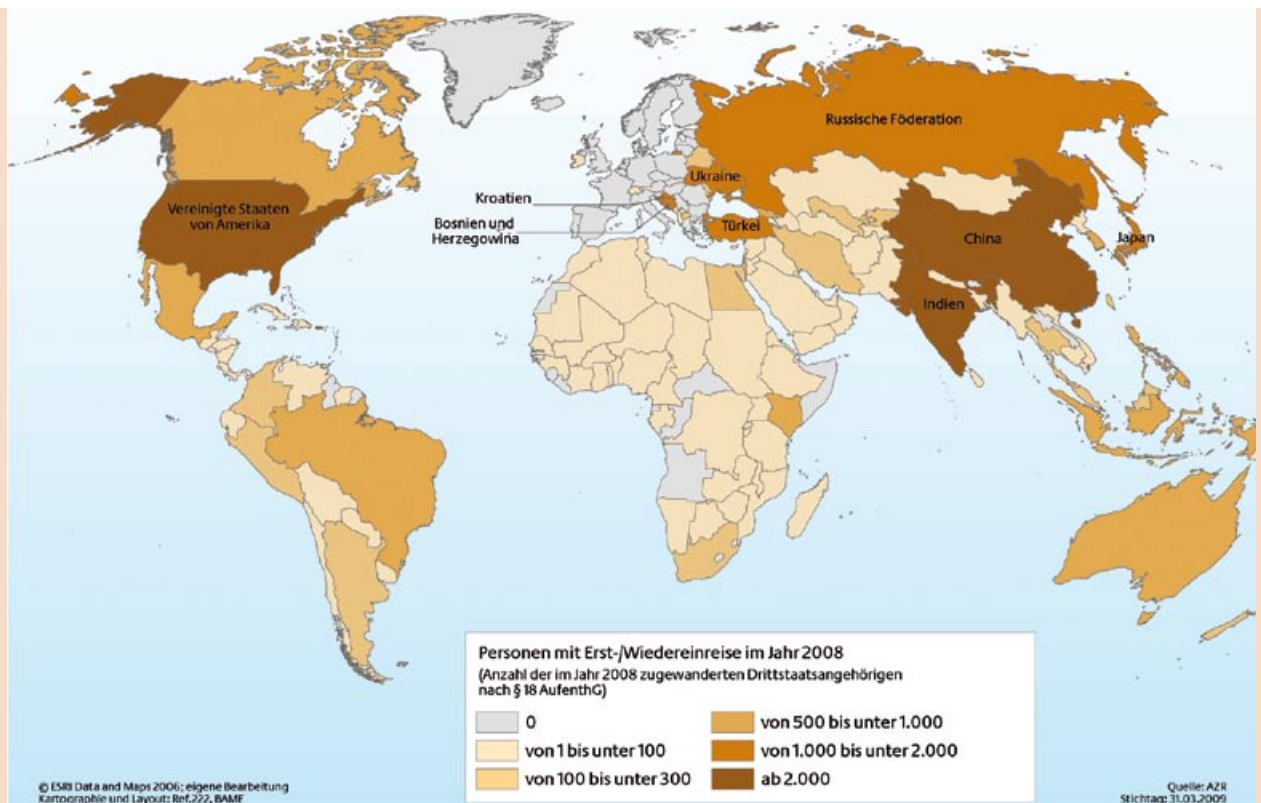 Russische Föderation
Ukraine
Kroatien
Vereinigte Staaten
von Amerika
Bosnien und
Herzegowina
Türkei
China
Japan
Indien
Personen mit Erst-/Wiedereinreise im Jahr 2008
(Anzahl der im Jahr 2008 zugewanderten Drittstaatsangehörigen
nach § 18 AufenthG)
0
von 1 bis unter 100
von 100 bis unter 300
von 500 bis unter 1.000
von 1.000 bis unter 2.000
ab 2.000
© ESRI Data and Maps 2006; eigene Bearbeitung
Kartographie und Layout: Ref.222, BAMF
Quelle: AZR
Stichtag: 31.03.2009